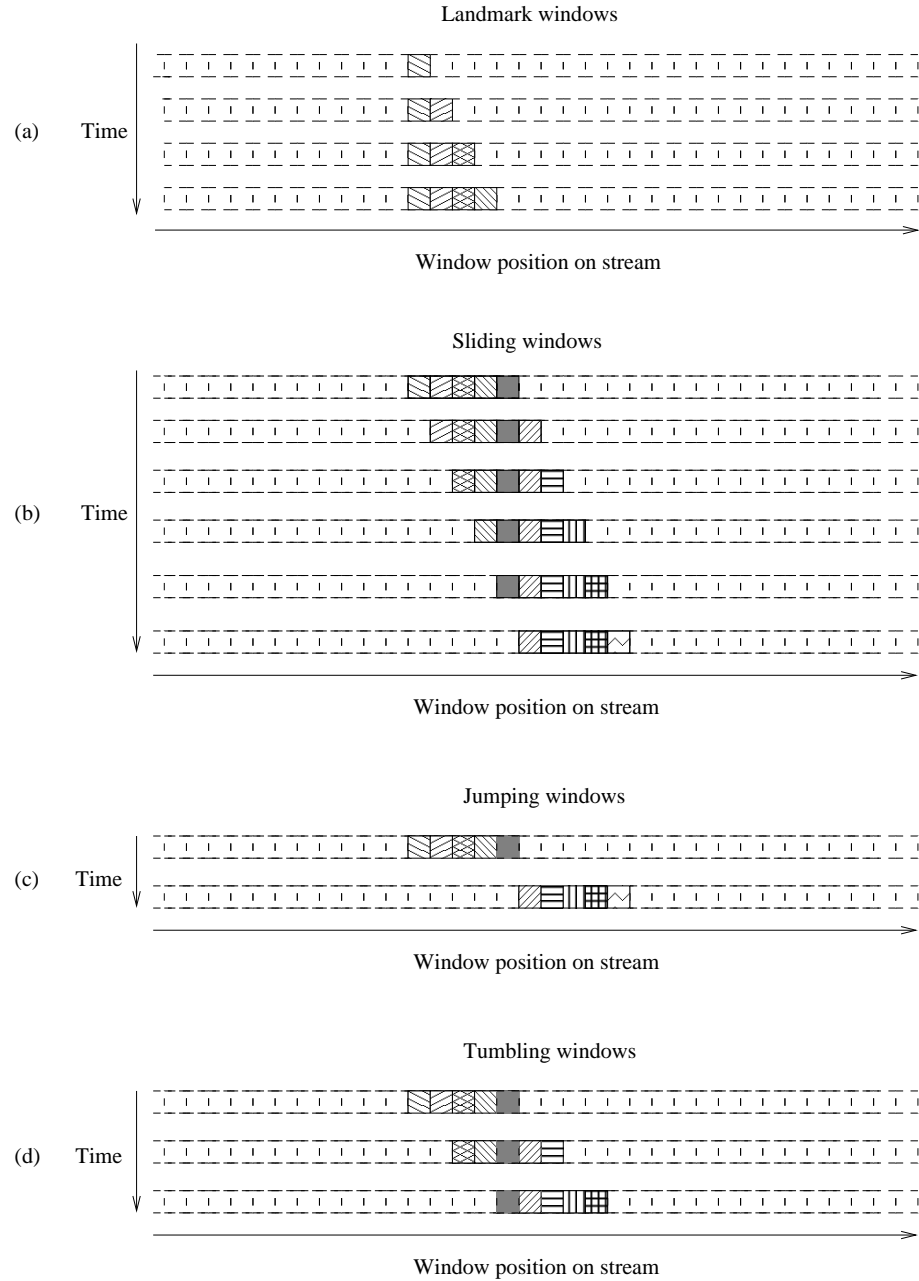 Landmark windows
(a) Time
Window position on stream
Sliding windows
(b) Time
Window position on stream
Jumping windows
(c) Time
Window position on stream
Tumbling windows
(d) Time
Window position on stream